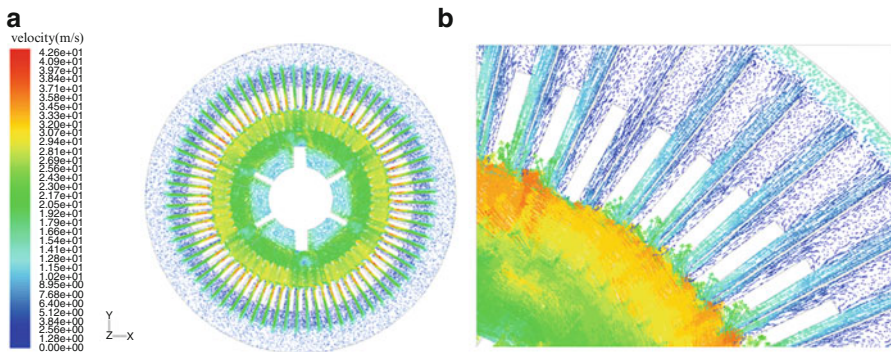 a
b
velocity(m/s)
4.26e+01
4.09e+01
3.97e+01
3.84e+01
3.71e+01
3.58e+01
3.45e+01
3.33e+01
3.20e+01
3.07e+01
2.94e+01
2.81e+01
2.69e+01
2.56e+01
2.43e+01
2.30e+01
2.17e+01
2.05e+01
1.92e+01
1.79e+01
1.66e+01
1.54e+01
1.41e+01
1.28e+01
1.15e+01
1.02e+01
8.95e+00
7.68e+00
6.40e+00
5.12e+00
3.84e+00
2.56e+00
1.28e+00
0.00e+00
Y
Z X